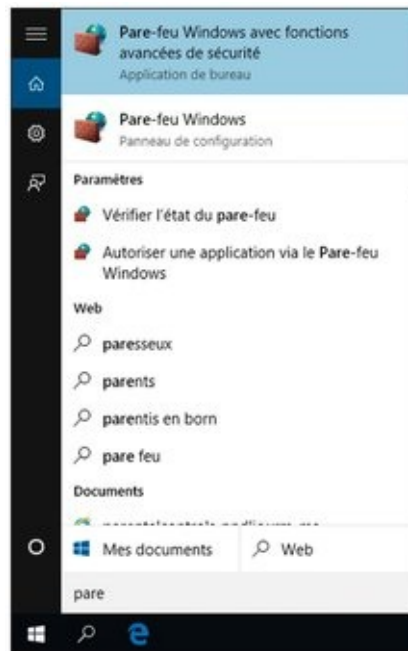 Pare-feu Windows avec fonctions
avancées de sécurité
Application de bureau
Pare-feu Windows
Panneau de configuration
Paramètres
Vérifier l'état du pare-feu
Autoriser une application via le Pare-feu
Windows
Web
paresseux
parents
parentis en born
pare feu
Documents
Mes documents
Web
pare